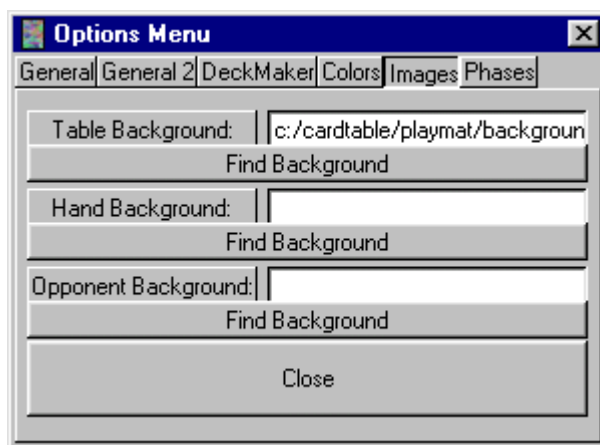 Options Menu
General General 2 DeckMaker Colors Images Phases
Table Background: c:/cardtable/playmat/backgroun
Find Background
Hand Background:
Find Background
Opponent Background:
Find Background
Close